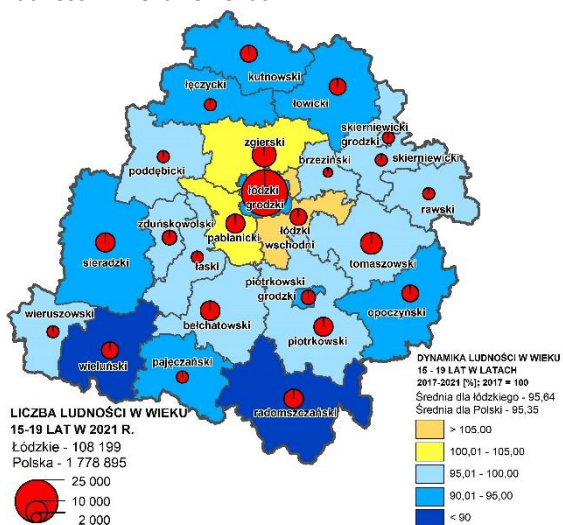 kutnowski
łęczycki
łowicki
zgierski
skierniewicki
grodzki
skierniewicki
brzeziński
poddębicki
łódzki
grodzki
rawski
zduńskowolski
pabianicki
łódzki
wschodni
sieradzki
łaski
tomaszowski
piotrkowski
grodzki
opoczyński
wieruszowski
bełchatowski
piotrkowski
wieluński
pajęczański
radomszczański
LICZBA LUDNOŚCI W WIEKU
15-19 LAT W 2021 R.
Łódzkie - 108 199
Polska - 1 778 895
25 000
10 000
2 000
DYNAMIKA LUDNOŚCI W WIEKU
15 - 19 LAT W LATACH
2017-2021 [%]; 2017 = 100
Średnia dla łódzkiego - 95,64
Średnia dla Polski - 95,35
> 105.00
100,01 - 105,00
95,01 - 100,00
90,01 - 95,00
< 90